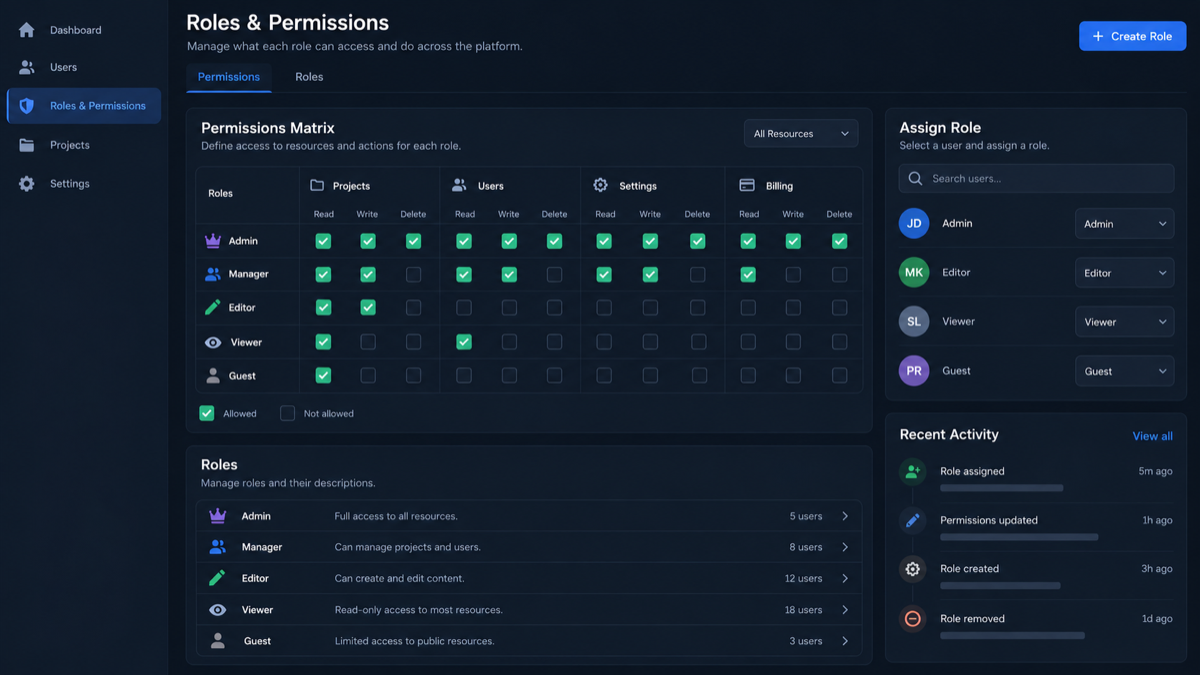 Dashboard
Users
Roles & Permissions
Projects
Settings
Roles & Permissions
Manage what each role can access and do across the platform.
+ Create Role
Permissions
Roles
Permissions Matrix
Define access to resources and actions for each role.
All Resources
Roles
Projects
Users
Settings
Billing
Read Write Delete Read Write Delete Read Write Delete Read Write Delete
Admin
Manager
Editor
Viewer
Guest
Allowed
Not allowed
Roles
Manage roles and their descriptions.
Admin Full access to all resources. 5 users
Manager Can manage projects and users. 8 users
Editor Can create and edit content. 12 users
Viewer Read-only access to most resources. 18 users
Guest Limited access to public resources. 3 users
Assign Role
Select a user and assign a role.
Search users...
JD Admin Admin
MK Editor Editor
SL Viewer Viewer
PR Guest Guest
Recent Activity
View all
Role assigned 5m ago
Permissions updated 1h ago
Role created 3h ago
Role removed 1d ago